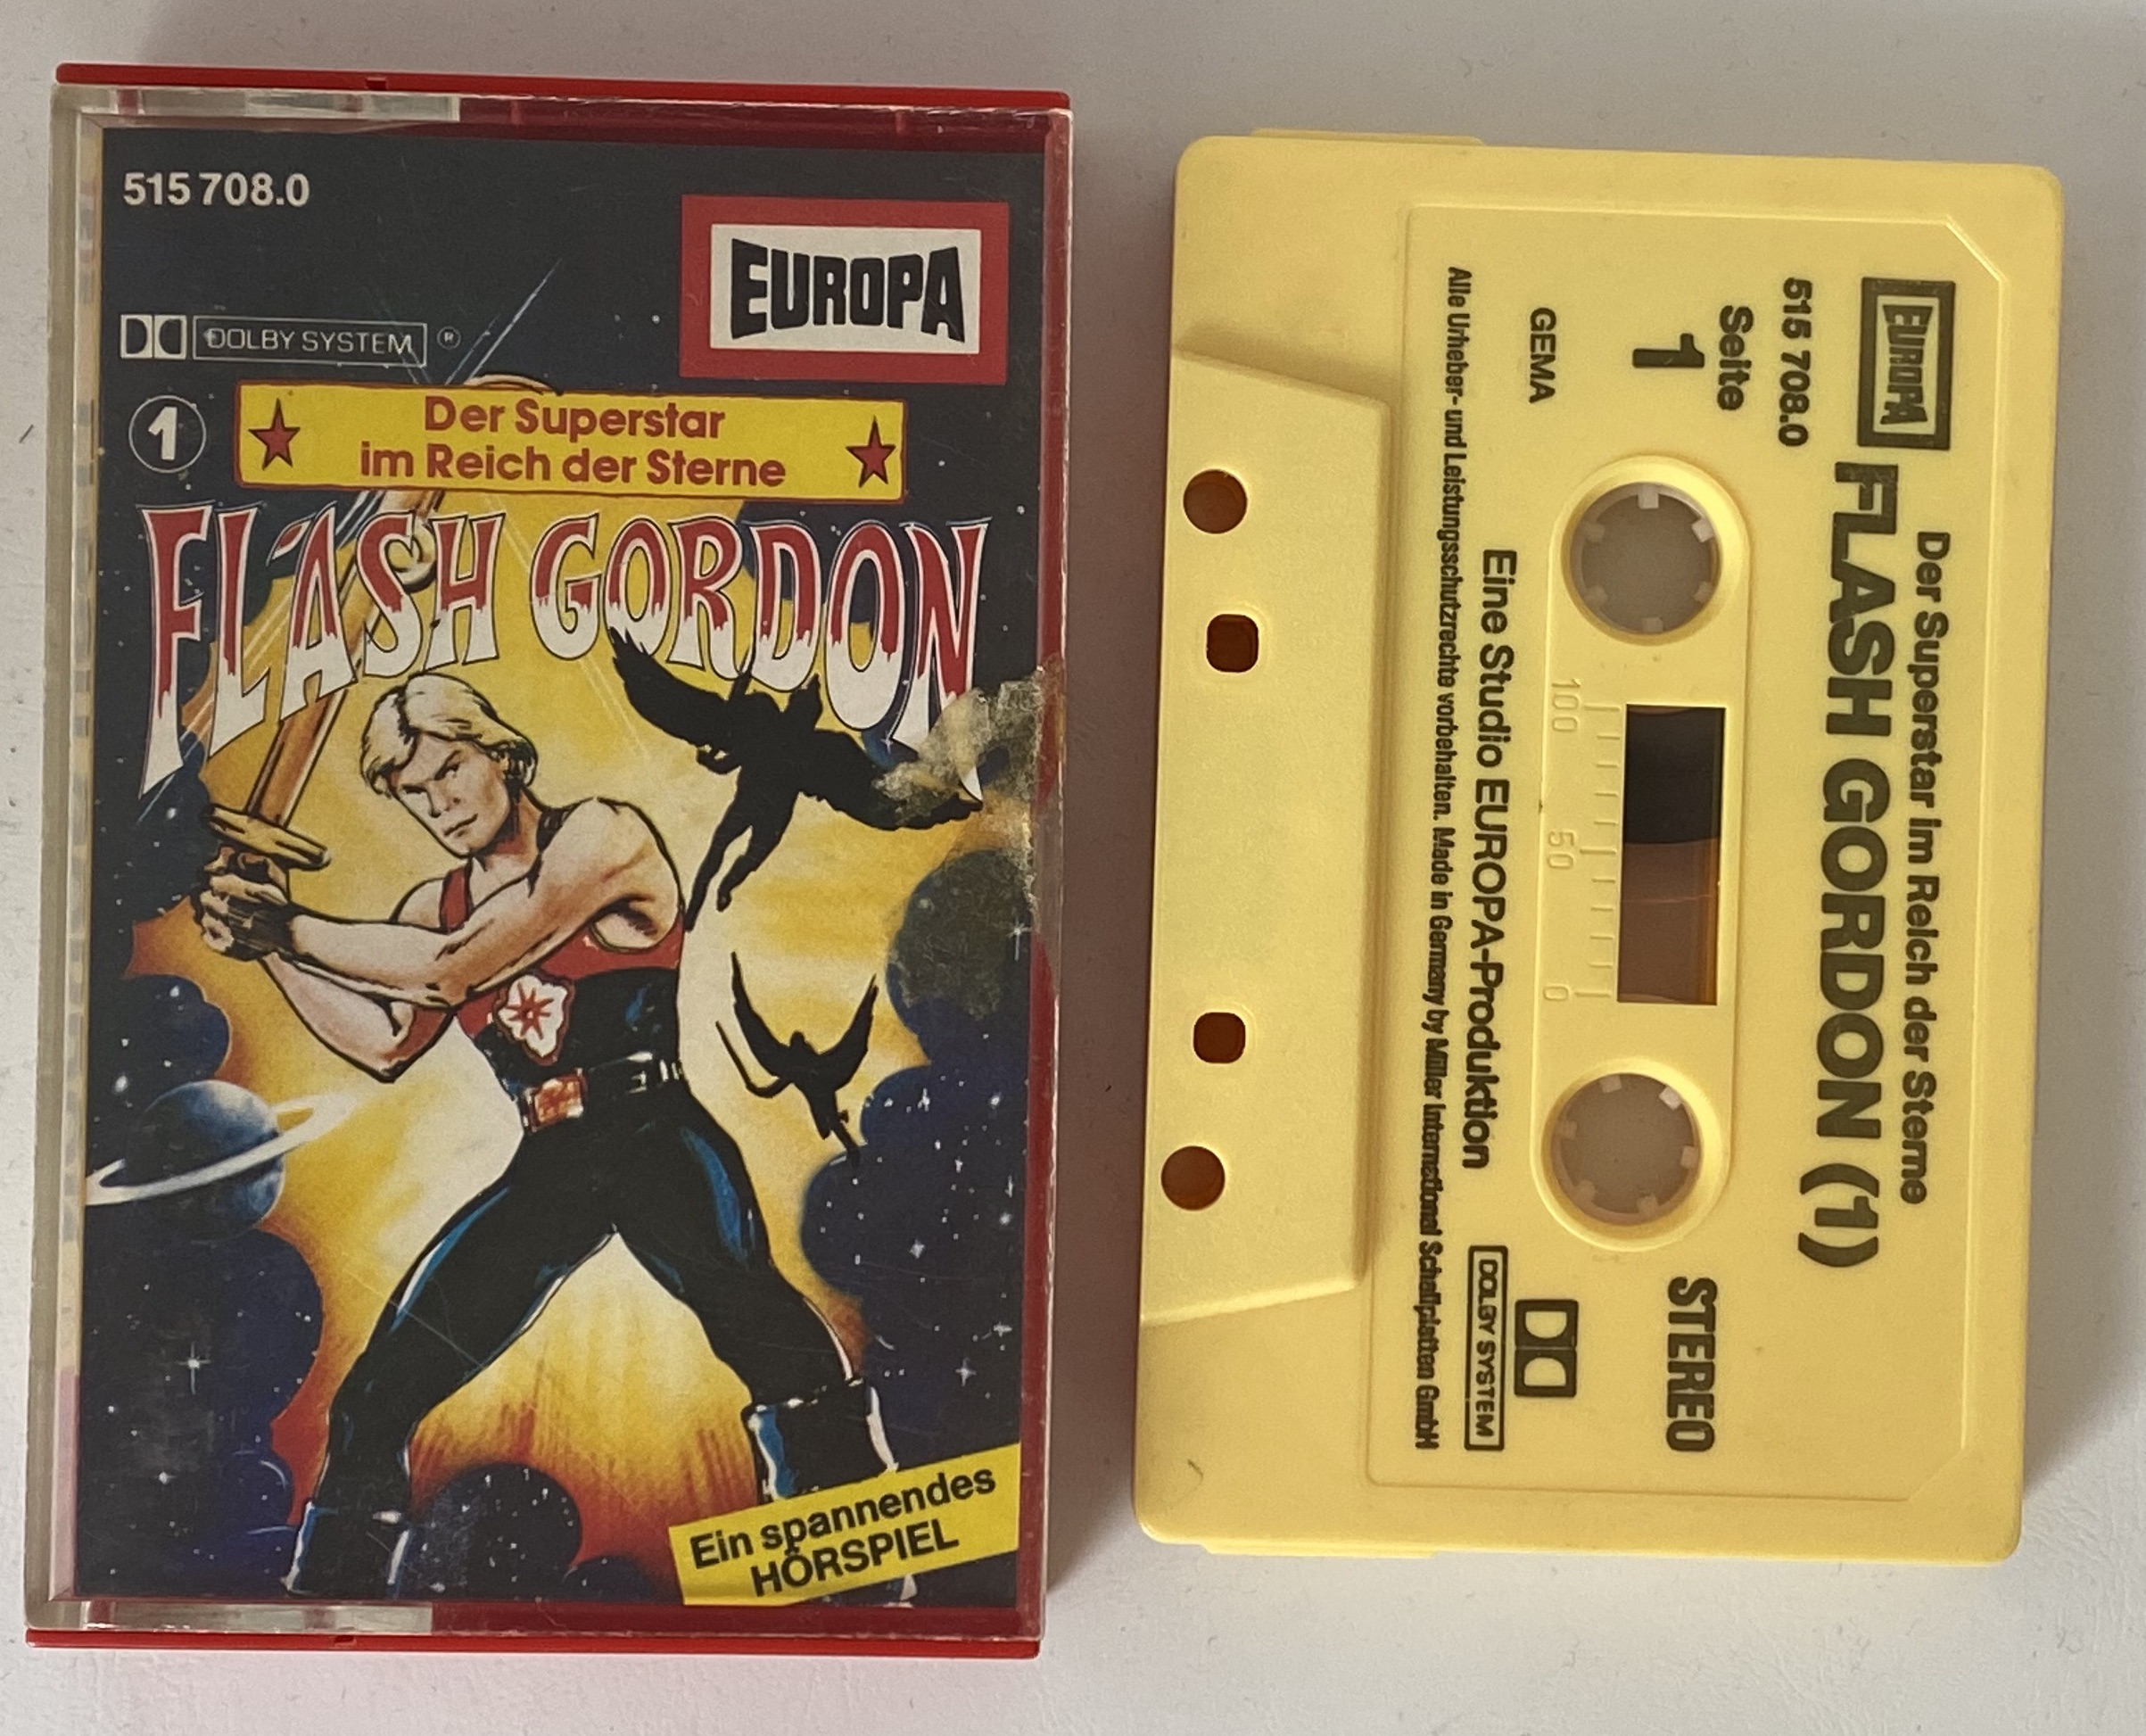 515 708.0
EUROPA
DOLBY SYSTEM ®
1
Der Superstar
im Reich der Sterne
FLASH GORDON
Ein spannendes
HÖRSPIEL
EUROPA
Der Superstar im Reich der Sterne
FLASH GORDON (1)
515 708.0
Seite
1
STEREO
100 50 0
GEMA
Eine Studio EUROPA-Produktion
DOLBY SYSTEM
Alle Urheber- und Leistungsschutzrechte vorbehalten. Made in Germany by Miller International Schallplatten GmbH